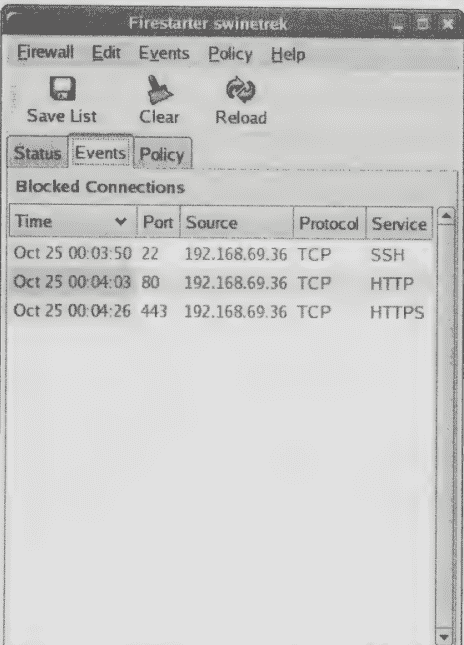 Firestarter swinetrek
Firewall Edit Events Policy Help
Save List Clear Reload
Status Events Policy
Blocked Connections
Time Port Source Protocol Service
Oct 25 00:03:50 22 192.168.69.36 TCP SSH
Oct 25 00:04:03 80 192.168.69.36 TCP HTTP
Oct 25 00:04:26 443 192.168.69.36 TCP HTTPS